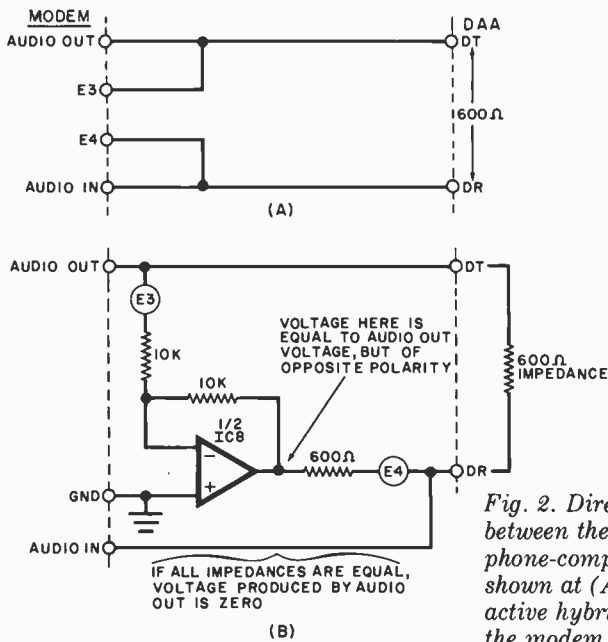 MODEM
DAA
AUDIO OUT
DT
E3
600Ω
E4
AUDIO IN
DR
(A)
AUDIO OUT
DT
E3
VOLTAGE HERE IS
EQUAL TO AUDIO OUT
VOLTAGE, BUT OF
OPPOSITE POLARITY
10K
10K
600Ω
IMPEDANCE
1/2
IC8
-
+
600Ω
E4
DR
GND
AUDIO IN
IF ALL IMPEDANCES ARE EQUAL,
VOLTAGE PRODUCED BY AUDIO
OUT IS ZERO
(B)
Fig. 2. Dire
between the
phone-comp
shown at (A
active hybri
the modem